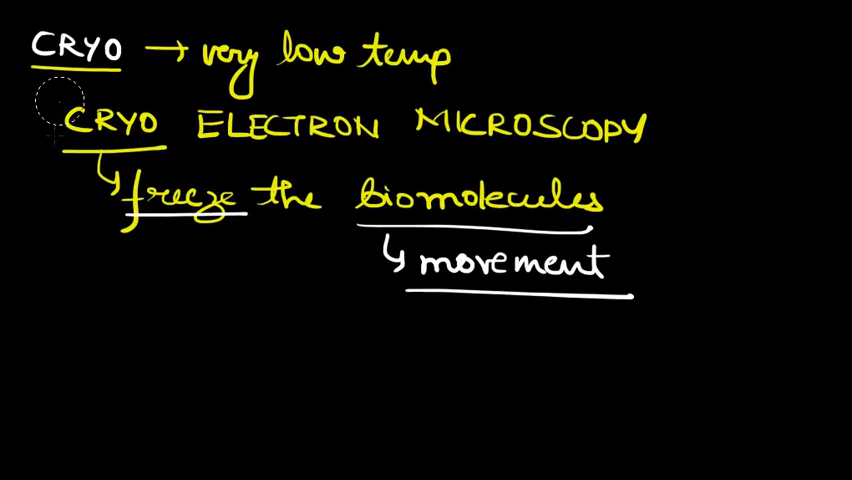 CRYO → very low temp
CRYO ELECTRON MICROSCOPY
↳ freeze the biomolecules
↳ movement